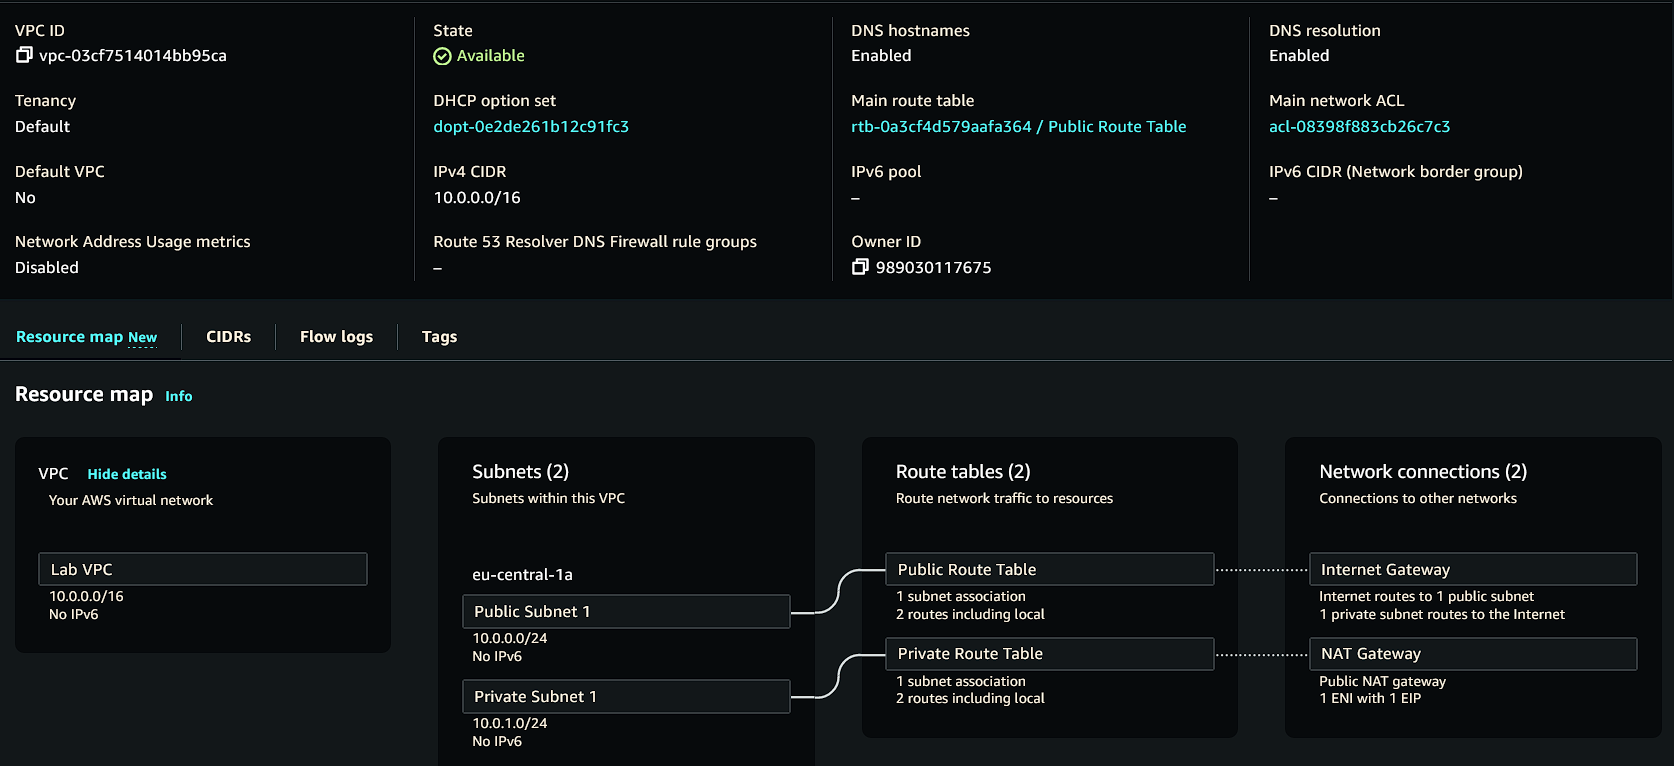 VPC ID
vpc-03cf7514014bb95ca
State
Available
DNS hostnames
Enabled
DNS resolution
Enabled
Tenancy
Default
DHCP option set
dopt-0e2de261b12c91fc3
Main route table
rtb-0a3cf4d579aafa364 / Public Route Table
Main network ACL
acl-08398f883cb26c7c3
Default VPC
No
IPv4 CIDR
10.0.0.0/16
IPv6 pool
–
IPv6 CIDR (Network border group)
–
Network Address Usage metrics
Disabled
Route 53 Resolver DNS Firewall rule groups
–
Owner ID
989030117675
Resource map New
CIDRs
Flow logs
Tags
Resource map Info
VPC Hide details
Your AWS virtual network
Lab VPC
10.0.0.0/16
No IPv6
Subnets (2)
Subnets within this VPC
eu-central-1a
Public Subnet 1
10.0.0.0/24
No IPv6
Private Subnet 1
10.0.1.0/24
No IPv6
Route tables (2)
Route network traffic to resources
Public Route Table
1 subnet association
2 routes including local
Private Route Table
1 subnet association
2 routes including local
Network connections (2)
Connections to other networks
Internet Gateway
Internet routes to 1 public subnet
1 private subnet routes to the Internet
NAT Gateway
Public NAT gateway
1 ENI with 1 EIP